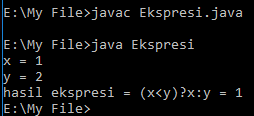 E:\My File>javac Ekspresi.java
E:\My File>java Ekspresi
x = 1
y = 2
hasil ekspresi = (x<y)?x:y = 1
E:\My File>